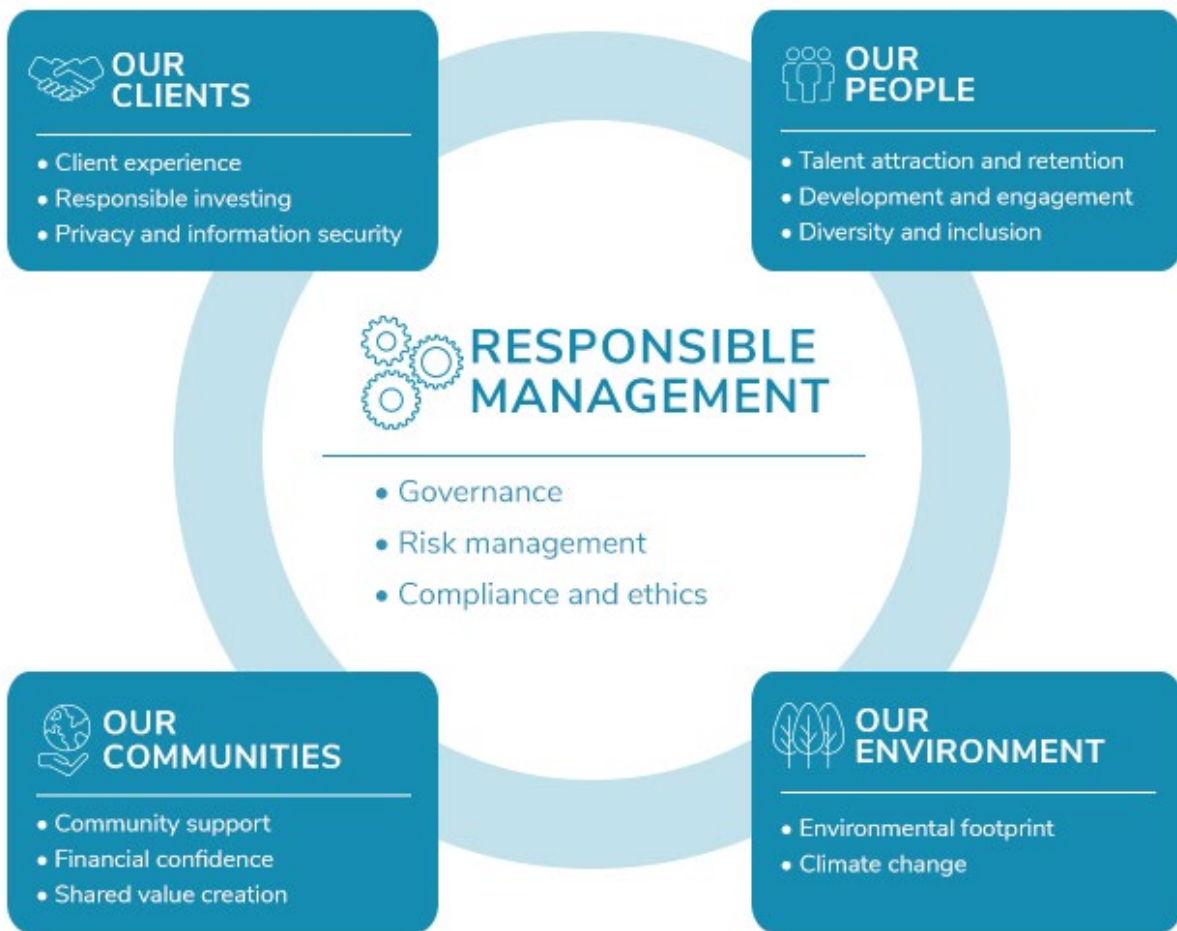 OUR
CLIENTS
• Client experience
• Responsible investing
• Privacy and information security
OUR
PEOPLE
• Talent attraction and retention
• Development and engagement
• Diversity and inclusion
RESPONSIBLE
MANAGEMENT
• Governance
• Risk management
• Compliance and ethics
OUR
COMMUNITIES
• Community support
• Financial confidence
• Shared value creation
OUR
ENVIRONMENT
• Environmental footprint
• Climate change